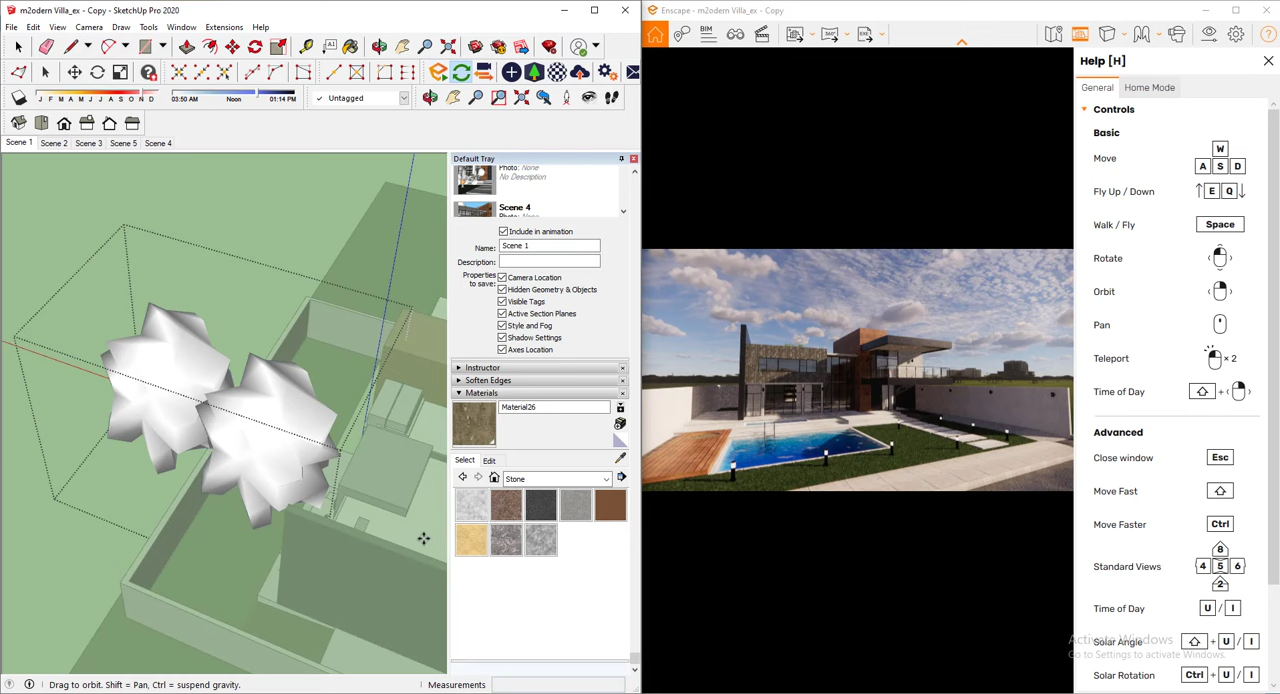 m2odern Villa_ex - Copy - SketchUp Pro 2020
File Edit View Camera Draw Tools Window Extensions Help
J F M A M J J A S O N D 03:50 AM Noon 01:14 PM Untagged
Scene 1 Scene 2 Scene 3 Scene 5 Scene 4
Default Tray
Photo: None
No Description
Scene 4
Photo: None
Include in animation
Name: Scene 1
Description:
Properties to save:
Camera Location
Hidden Geometry & Objects
Visible Tags
Active Section Planes
Style and Fog
Shadow Settings
Axes Location
Instructor
Soften Edges
Materials
Material26
Select Edit
Stone
Drag to orbit. Shift = Pan, Ctrl = suspend gravity.
Measurements
Enscape - m2odern Villa_ex - Copy
BIM
360°
EXE
Help [H]
General Home Mode
Controls
Basic
Move W A S D
Fly Up / Down E Q
Walk / Fly Space
Rotate
Orbit
Pan
Teleport × 2
Time of Day +
Advanced
Close window Esc
Move Fast
Move Faster Ctrl
Standard Views 8 4 5 6 2
Time of Day U / I
Solar Angle + U / I
Solar Rotation Ctrl + U / I
Activate Windows
Go to Settings to activate Windows.